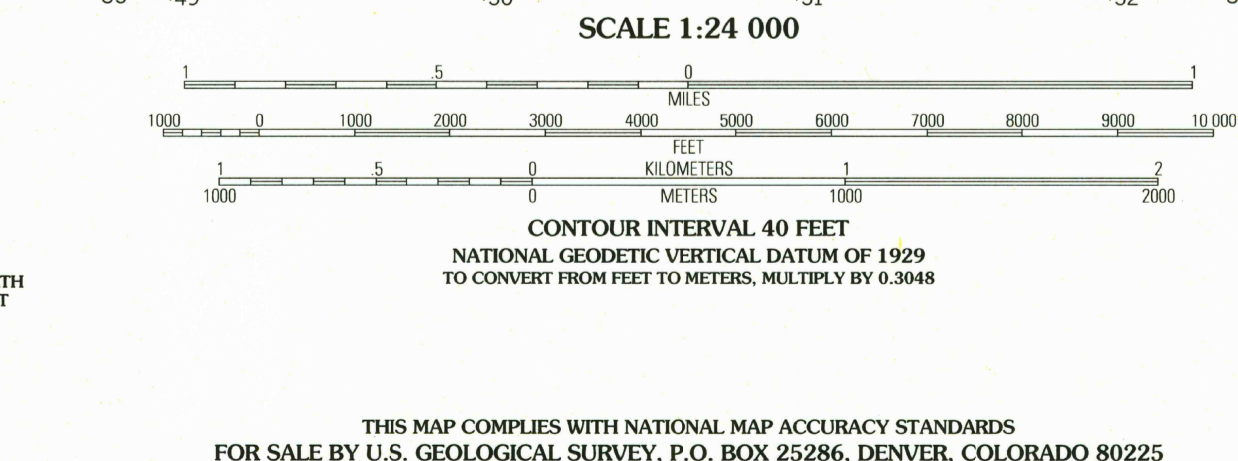 SCALE 1:24 000
1 .5 0 1
MILES
1000 0 1000 2000 3000 4000 5000 6000 7000 8000 9000 10 000
FEET
1 .5 0 KILOMETERS 1 2
1000 0 METERS 1000 2000
CONTOUR INTERVAL 40 FEET
NATIONAL GEODETIC VERTICAL DATUM OF 1929
TO CONVERT FROM FEET TO METERS, MULTIPLY BY 0.3048
TH
T
THIS MAP COMPLIES WITH NATIONAL MAP ACCURACY STANDARDS
FOR SALE BY U.S. GEOLOGICAL SURVEY, P.O. BOX 25286, DENVER, COLORADO 80225